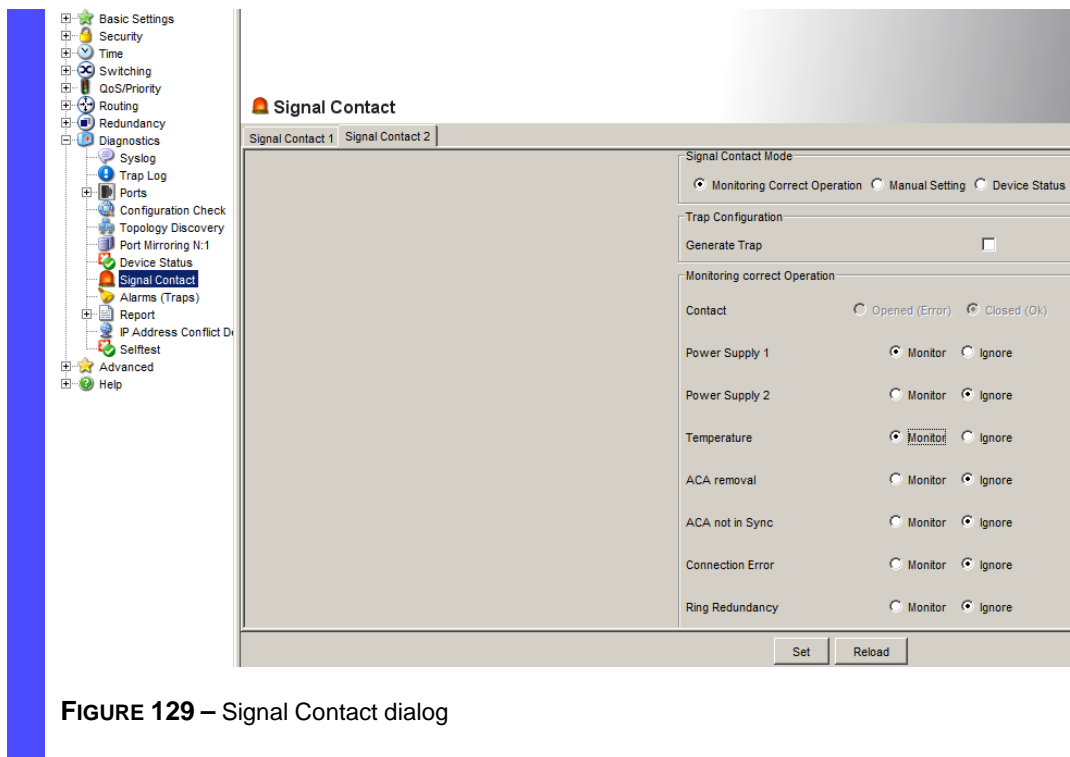 Basic Settings
Security
Time
Switching
QoS/Priority
Routing
Redundancy
Diagnostics
Syslog
Trap Log
Ports
Configuration Check
Topology Discovery
Port Mirroring N:1
Device Status
Signal Contact
Alarms (Traps)
Report
IP Address Conflict De
Selftest
Advanced
Help
Signal Contact
Signal Contact 1 Signal Contact 2
Signal Contact Mode
Monitoring Correct Operation Manual Setting Device Status
Trap Configuration
Generate Trap
Monitoring correct Operation
Contact Opened (Error) Closed (Ok)
Power Supply 1 Monitor Ignore
Power Supply 2 Monitor Ignore
Temperature Monitor Ignore
ACA removal Monitor Ignore
ACA not in Sync Monitor Ignore
Connection Error Monitor Ignore
Ring Redundancy Monitor Ignore
Set Reload
FIGURE 129 – Signal Contact dialog